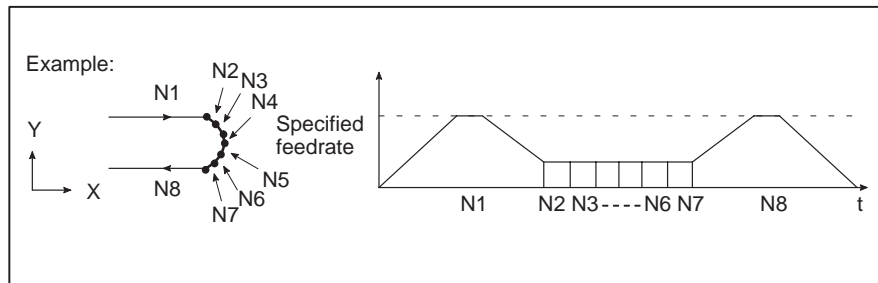 Example:
N1
N2
N3
N4
N5
N6
N7
N8
Y
X
Specified
feedrate
N1
N2
N3
N6
N7
N8
t